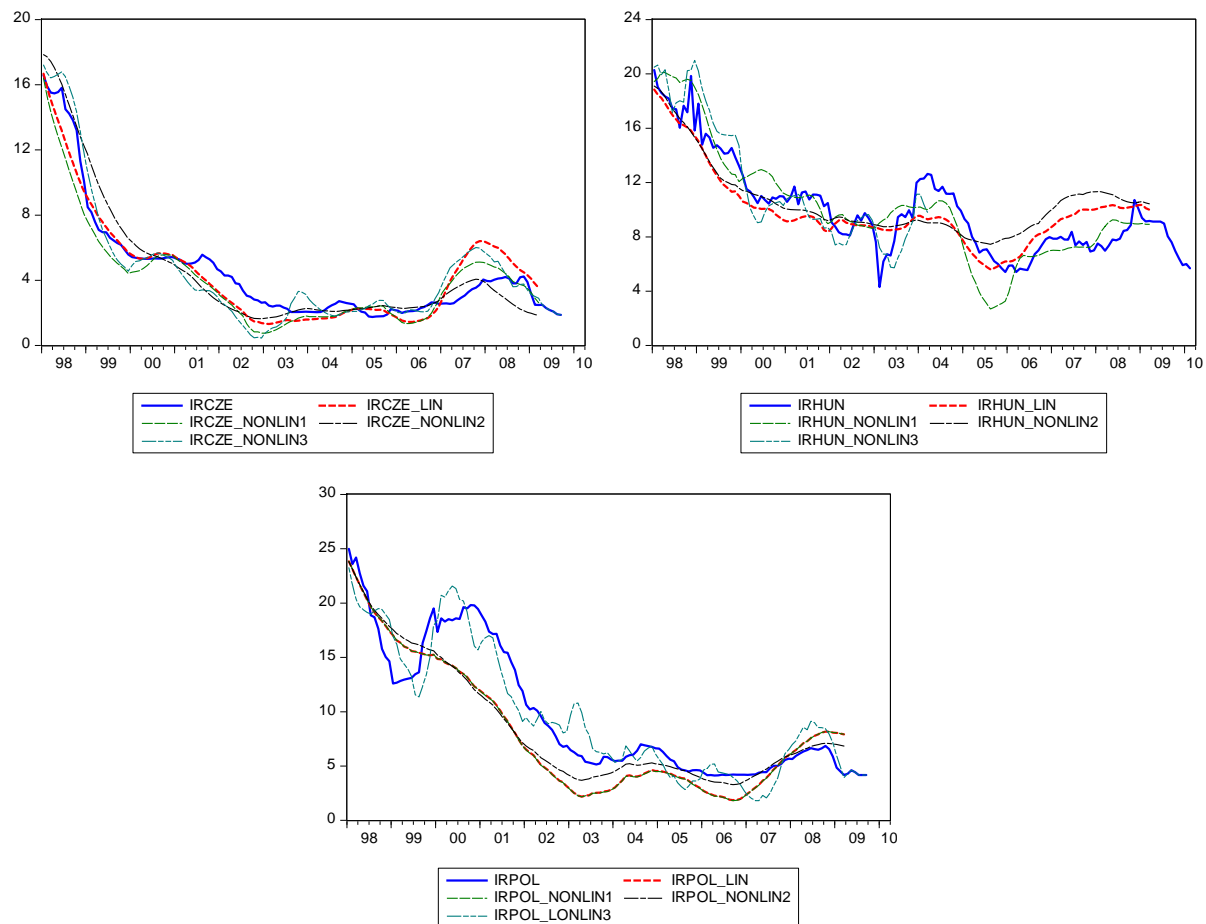 20
16
12
8
4
0
98 99 00 01 02 03 04 05 06 07 08 09 10
IRCZE IRCZE_LIN
IRCZE_NONLIN1 IRCZE_NONLIN2
IRCZE_NONLIN3
24
20
16
12
8
4
0
98 99 00 01 02 03 04 05 06 07 08 09 10
IRHUN IRHUN_LIN
IRHUN_NONLIN1 IRHUN_NONLIN2
IRHUN_NONLIN3
30
25
20
15
10
5
0
98 99 00 01 02 03 04 05 06 07 08 09 10
IRPOL IRPOL_LIN
IRPOL_NONLIN1 IRPOL_NONLIN2
IRPOL_LONLIN3